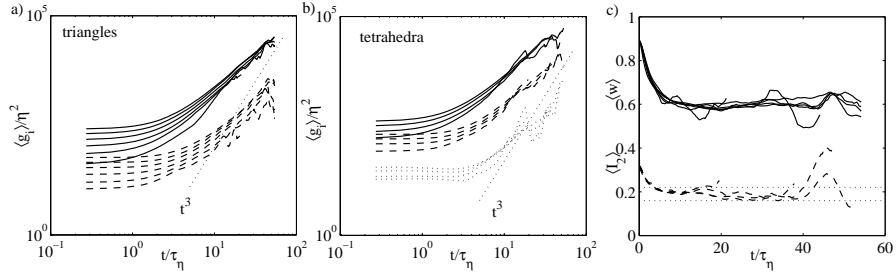 a)
10^5
triangles
⟨g_i⟩/η^2
t^3
10^0
10^-1
10^0
10^1
10^2
t/τ_η
b)
10^5
tetrahedra
⟨g_i⟩/η^2
t^3
10^0
10^-1
10^0
10^1
10^2
t/τ_η
c)
1
0.8
⟨w⟩
0.6
0.4
⟨I_2⟩
0.2
0
0
20
40
60
t/τ_η